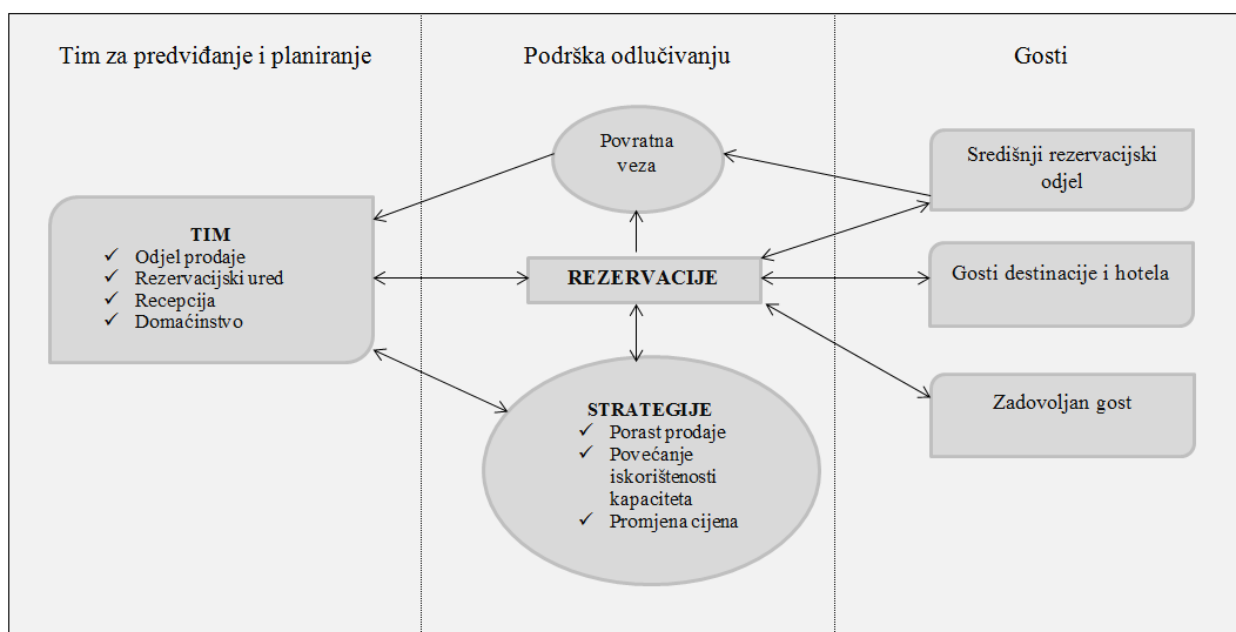 Tim za predviđanje i planiranje
Podrška odlučivanju
Gosti
Povratna
veza
Središnji rezervacijski
odjel
TIM
✓ Odjel prodaje
✓ Rezervacijski ured
✓ Recepcija
✓ Domaćinstvo
REZERVACIJE
Gosti destinacije i hotela
STRATEGIJE
✓ Porast prodaje
✓ Povećanje
iskorištenosti
kapaciteta
✓ Promjena cijena
Zadovoljan gost